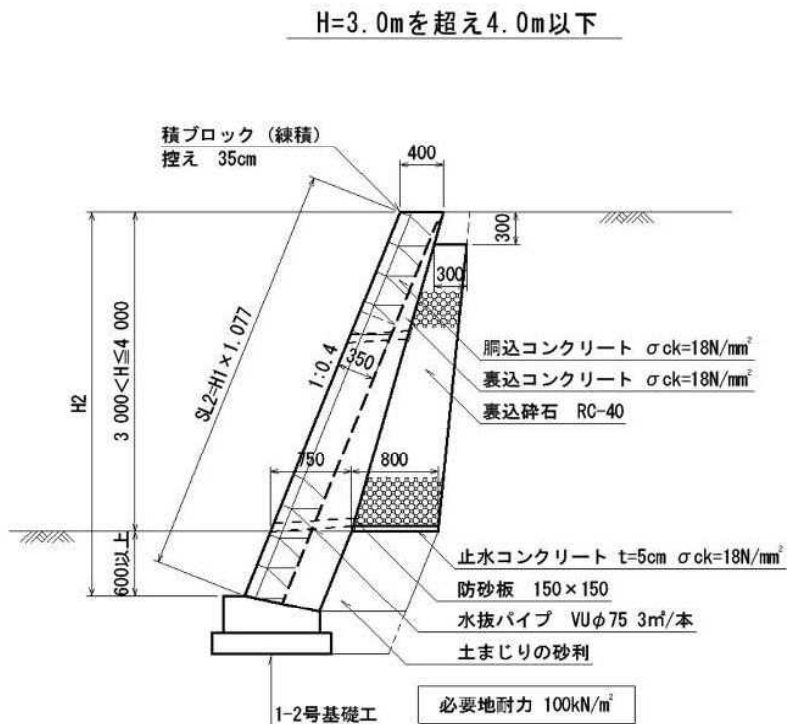 H=3.0mを超え4.0m以下
積ブロック（練積）
控え 35cm
400
300
300
H2
3 000<H≦4 000
SL2=H1×1.077
1:0.4
350
胴込コンクリート σck=18N/mm²
裏込コンクリート σck=18N/mm²
裏込砕石 RC-40
750
800
600以上
止水コンクリート t=5cm σck=18N/mm²
防砂板 150×150
水抜パイプ VUφ75 3㎡/本
土まじりの砂利
1-2号基礎工
必要地耐力 100kN/㎡